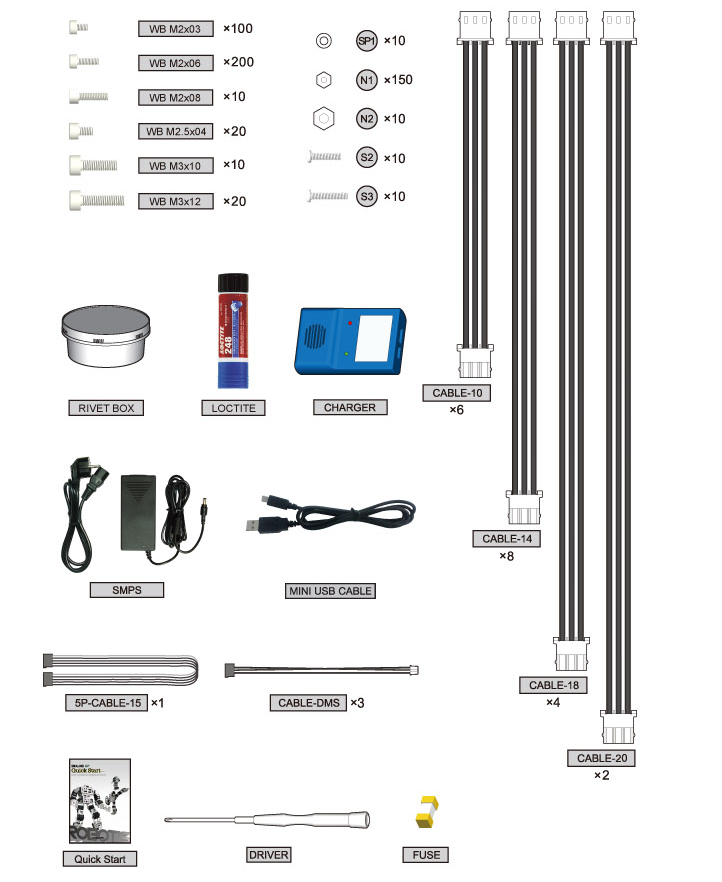 WB M2x03 ×100
WB M2x06 ×200
WB M2x08 ×10
WB M2.5x04 ×20
WB M3x10 ×10
WB M3x12 ×20
SP1 ×10
N1 ×150
N2 ×10
S2 ×10
S3 ×10
RIVET BOX
LOCTITE
248
LOCTITE
CHARGER
CABLE-10
×6
SMPS
MINI USB CABLE
CABLE-14
×8
5P-CABLE-15 ×1
CABLE-DMS ×3
CABLE-18
×4
CABLE-20
×2
Quick Start
ROBOTIS
Quick Start
DRIVER
FUSE